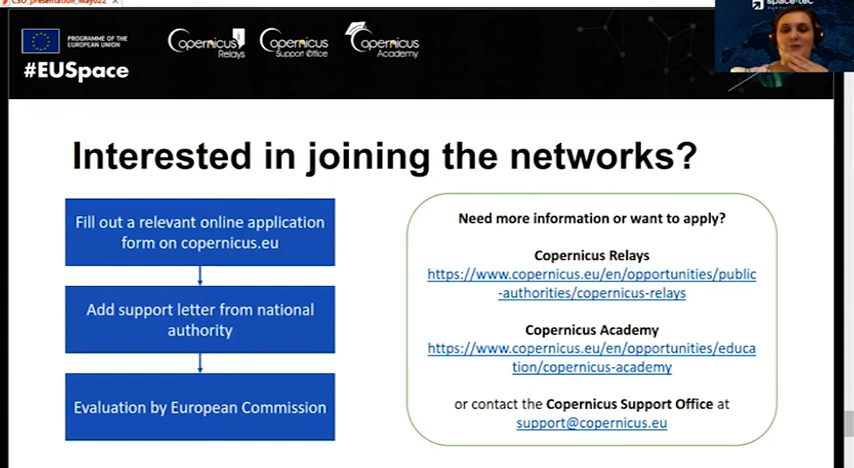 CSO_presentation_May022
space-tec
PROGRAMME OF THE
EUROPEAN UNION
#EUSpace
Copernicus
Relays
Copernicus
Support Office
Copernicus
Academy
Interested in joining the networks?
Fill out a relevant online application
form on copernicus.eu
Add support letter from national
authority
Evaluation by European Commission
Need more information or want to apply?
Copernicus Relays
https://www.copernicus.eu/en/opportunities/public
-authorities/copernicus-relays
Copernicus Academy
https://www.copernicus.eu/en/opportunities/educa
tion/copernicus-academy
or contact the Copernicus Support Office at
support@copernicus.eu